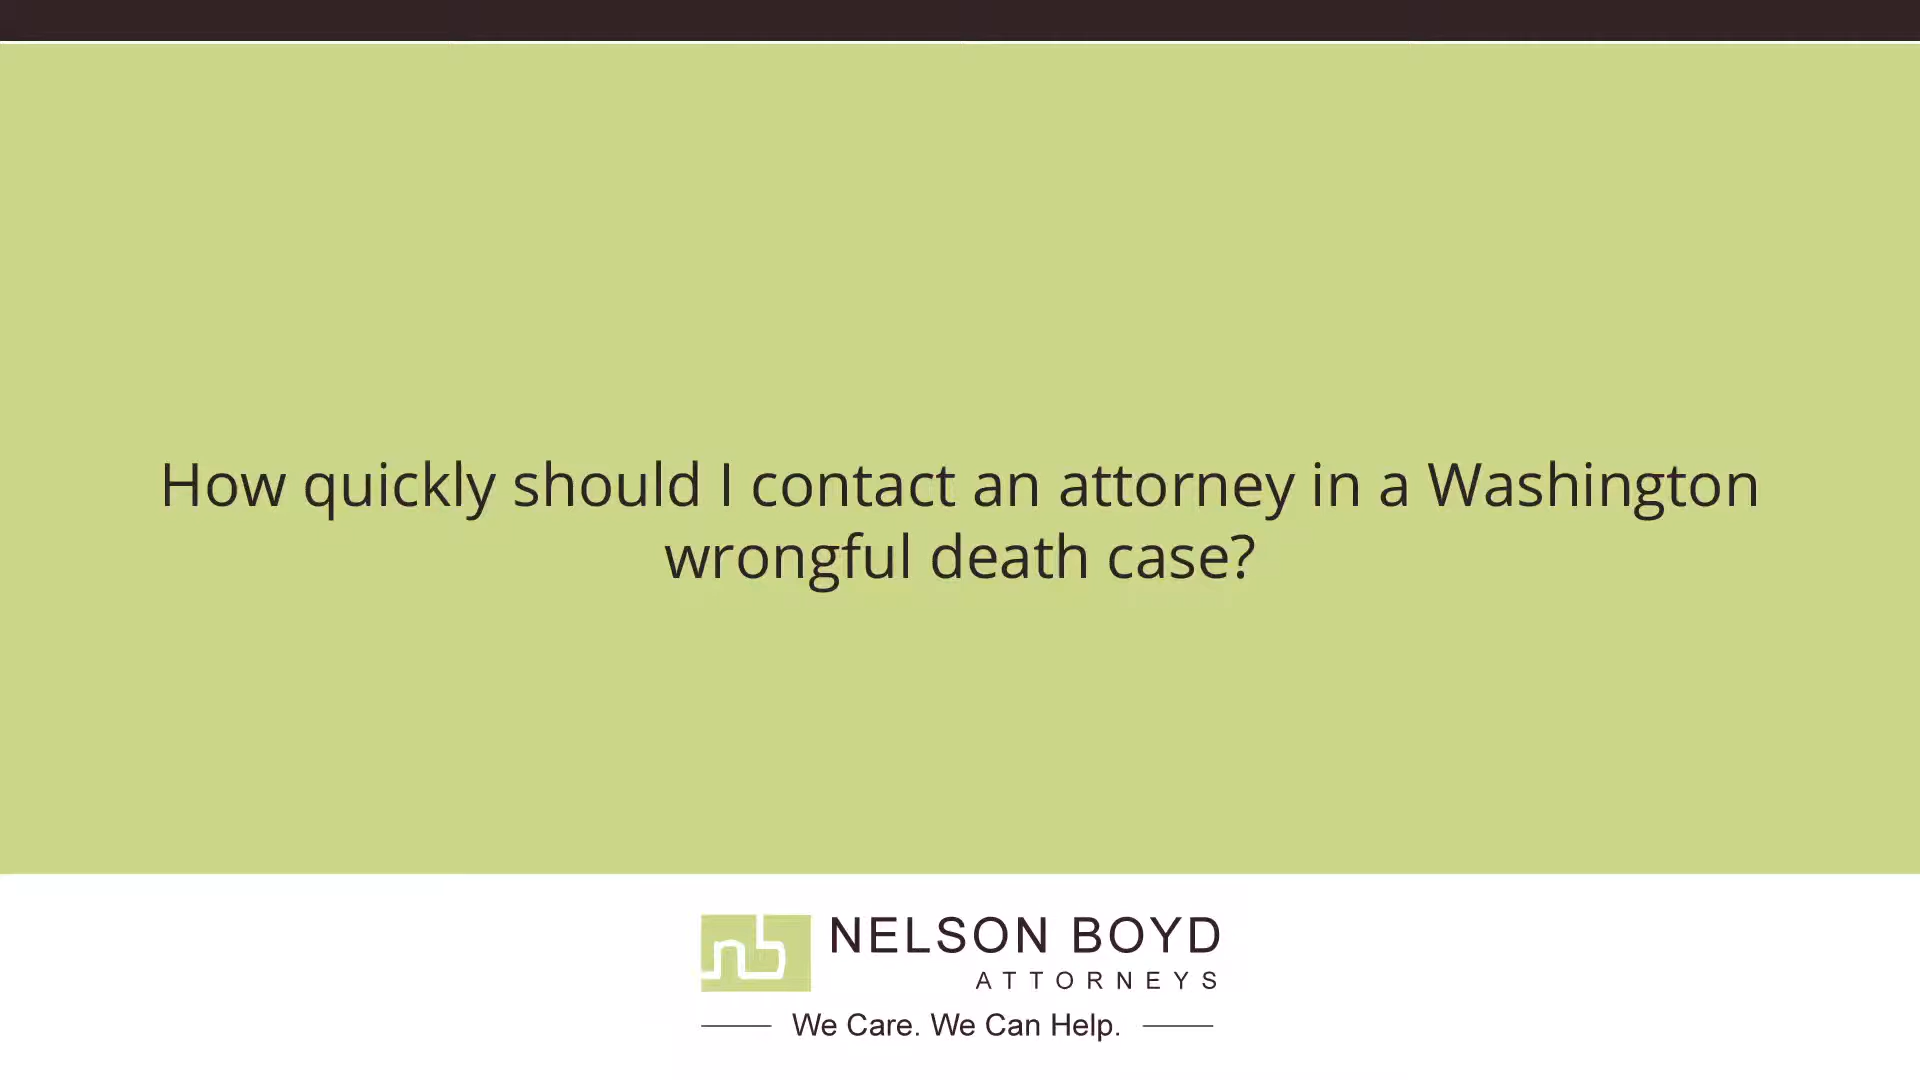 How quickly should I contact an attorney in a Washington
wrongful death case?
nb
NELSON BOYD
ATTORNEYS
We Care. We Can Help.